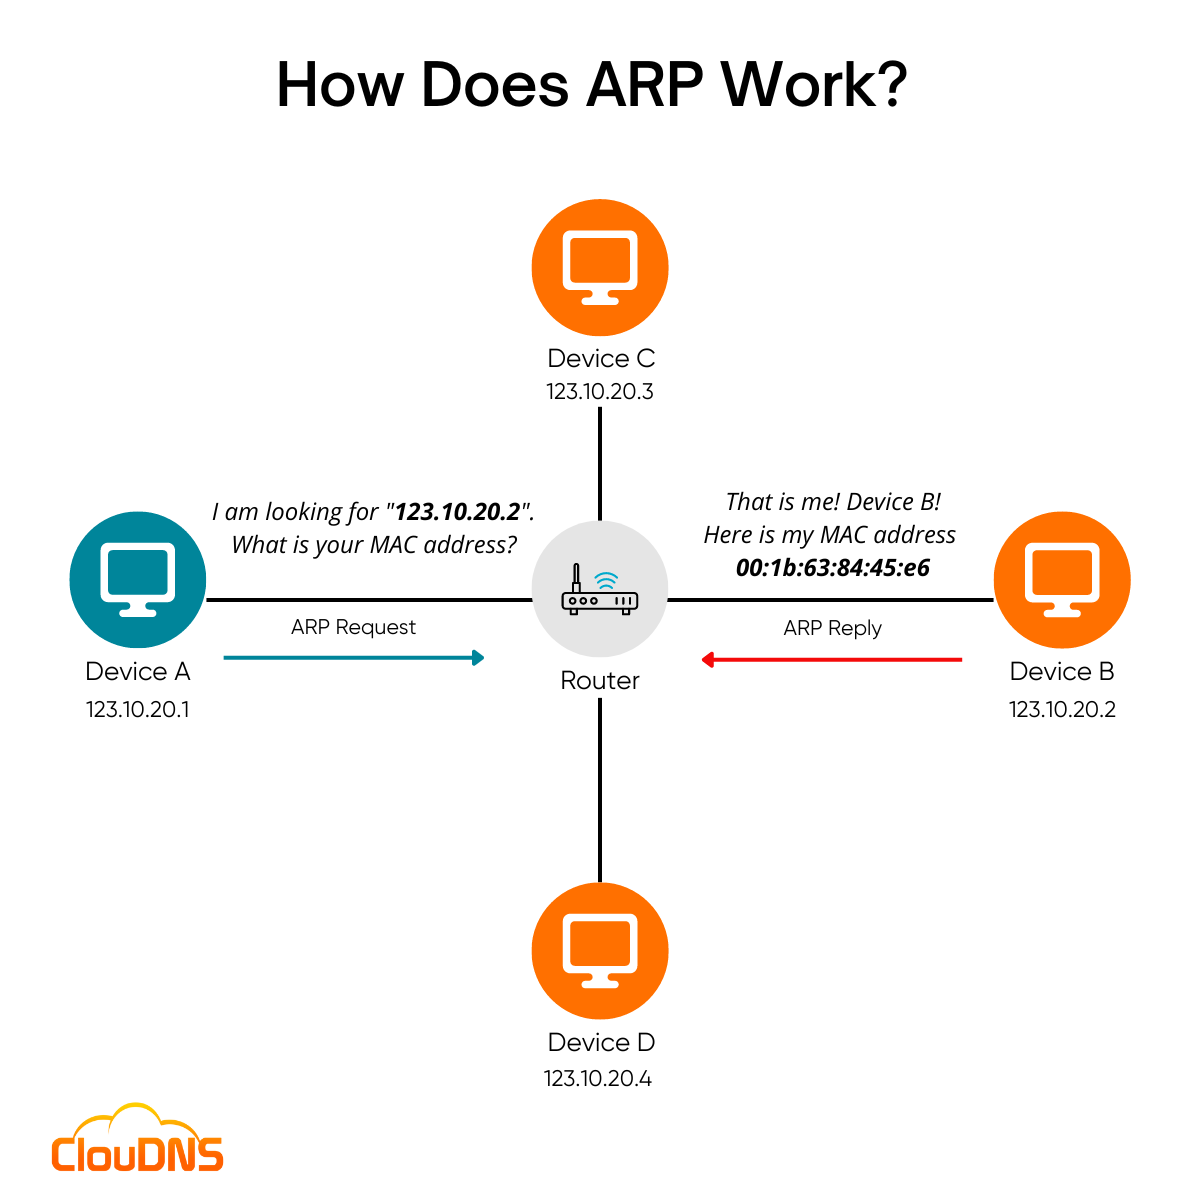 How Does ARP Work?
Device C
123.10.20.3
I am looking for "123.10.20.2".
What is your MAC address?
That is me! Device B!
Here is my MAC address
00:1b:63:84:45:e6
ARP Request
ARP Reply
Device A
123.10.20.1
Router
Device B
123.10.20.2
Device D
123.10.20.4
ClouDNS